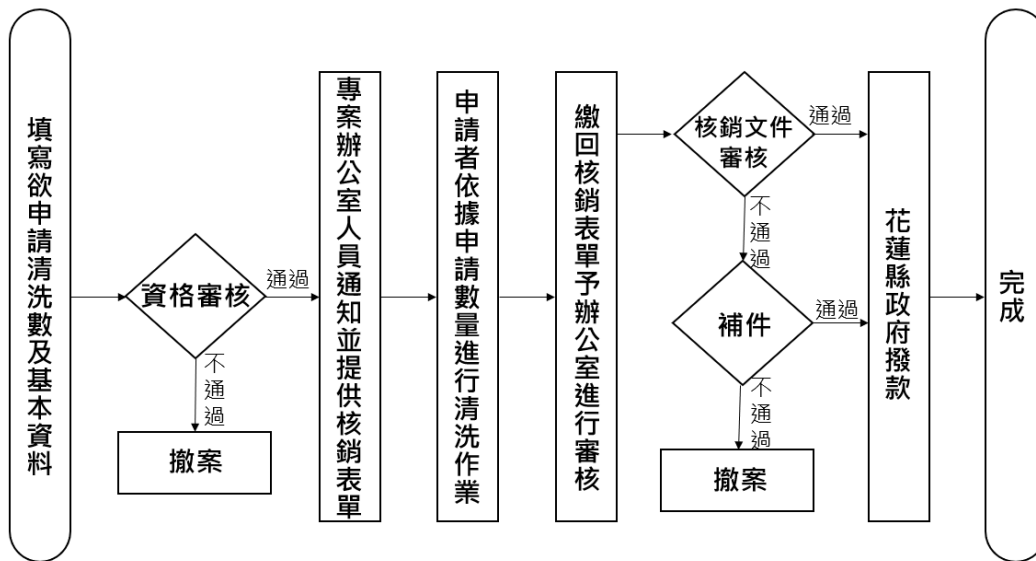 填寫欲申請清洗數及基本資料
資格審核
通過
不通過
撤案
專案辦公室人員通知並提供核銷表單
申請者依據申請數量進行清洗作業
繳回核銷表單予辦公室進行審核
核銷文件
審核
通過
不通過
補件
通過
不通過
撤案
花蓮縣政府撥款
完成